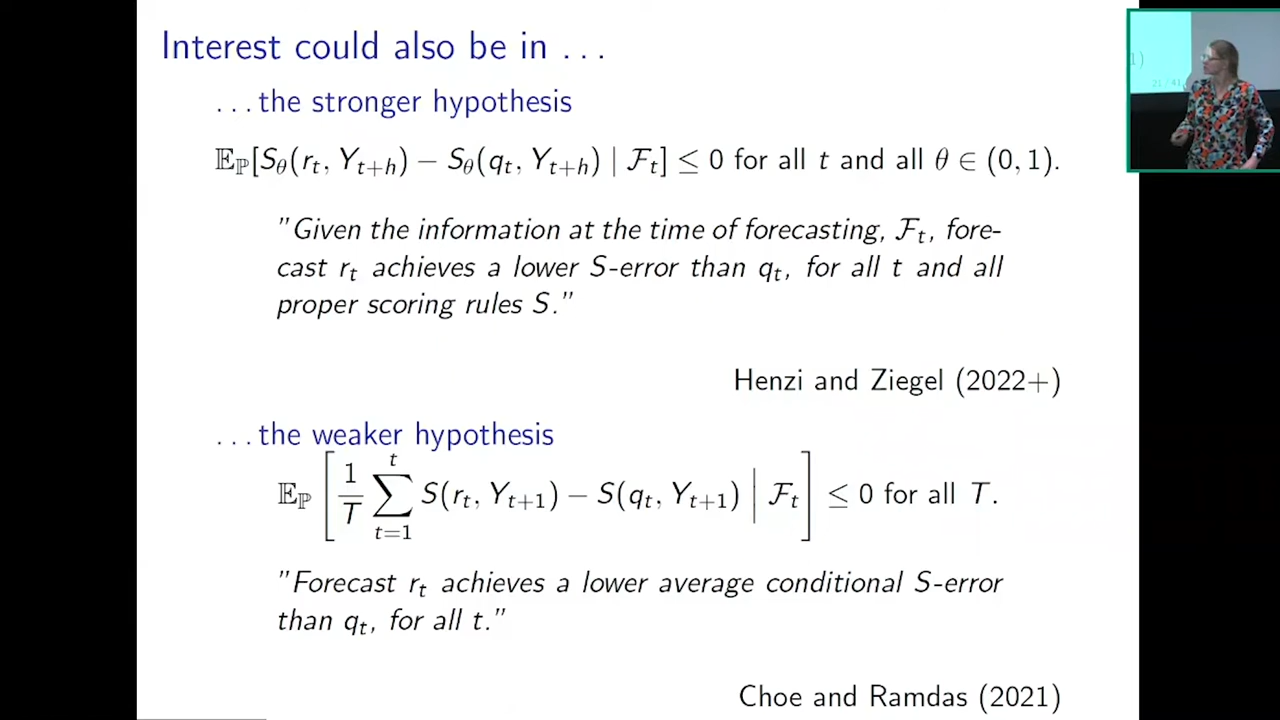 Interest could also be in . . .
. . . the stronger hypothesis
𝔼_ℙ[S_θ(r_t, Y_{t+h}) − S_θ(q_t, Y_{t+h}) | ℱ_t] ≤ 0 for all t and all θ ∈ (0, 1).
"Given the information at the time of forecasting, ℱ_t, fore-
cast r_t achieves a lower S-error than q_t, for all t and all
proper scoring rules S."
Henzi and Ziegel (2022+)
. . . the weaker hypothesis
𝔼_ℙ [ 1/T ∑_{t=1}^{t} S(r_t, Y_{t+1}) − S(q_t, Y_{t+1}) | ℱ_t ] ≤ 0 for all T.
"Forecast r_t achieves a lower average conditional S-error
than q_t, for all t."
Choe and Ramdas (2021)
1)
21 / 41